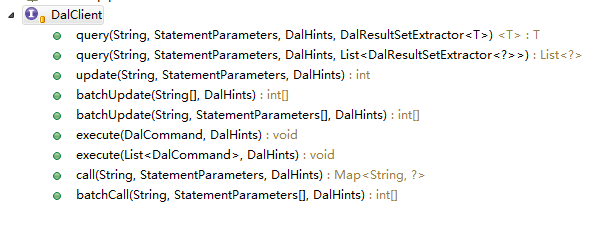 DalClient
query(String, StatementParameters, DalHints, DalResultSetExtractor<T>) <T> : T
query(String, StatementParameters, DalHints, List<DalResultSetExtractor<?>>) : List<?>
update(String, StatementParameters, DalHints) : int
batchUpdate(String[], DalHints) : int[]
batchUpdate(String, StatementParameters[], DalHints) : int[]
execute(DalCommand, DalHints) : void
execute(List<DalCommand>, DalHints) : void
call(String, StatementParameters, DalHints) : Map<String, ?>
batchCall(String, StatementParameters[], DalHints) : int[]